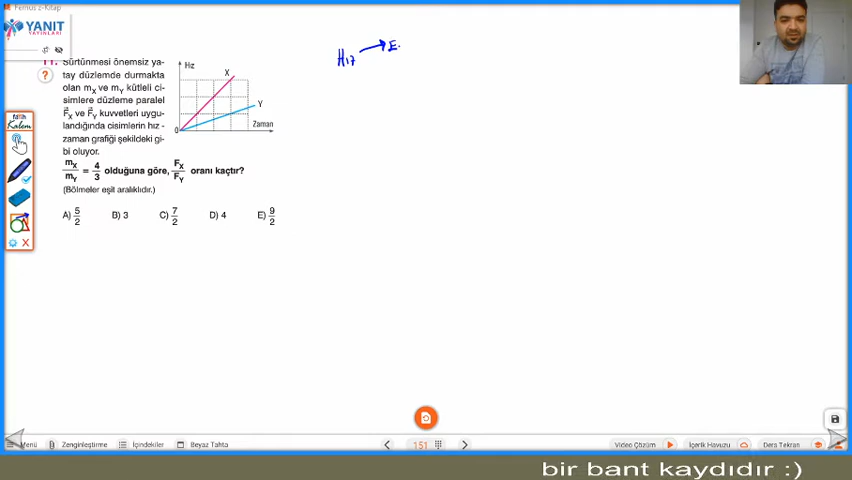 Fernus z-Kitap
YANIT
YAYINLARI
fatih
Kalem
11. Sürtünmesi önemsiz ya-
tay düzlemde durmakta
olan mX ve mY kütleli ci-
simlere düzleme paralel
F⃗X ve F⃗Y kuvvetleri uygu-
landığında cisimlerin hız -
zaman grafiği şekildeki gi-
bi oluyor.
Hız
X
Y
0
Zaman
mX/mY = 4/3 olduğuna göre, FX/FY oranı kaçtır?
(Bölmeler eşit aralıklıdır.)
A) 5/2 B) 3 C) 7/2 D) 4 E) 9/2
Hız → E
Menü Zenginleştirme İçindekiler Beyaz Tahta 151 Video Çözüm İçerik Havuzu Ders Tekrarı
bir bant kaydıdır :)